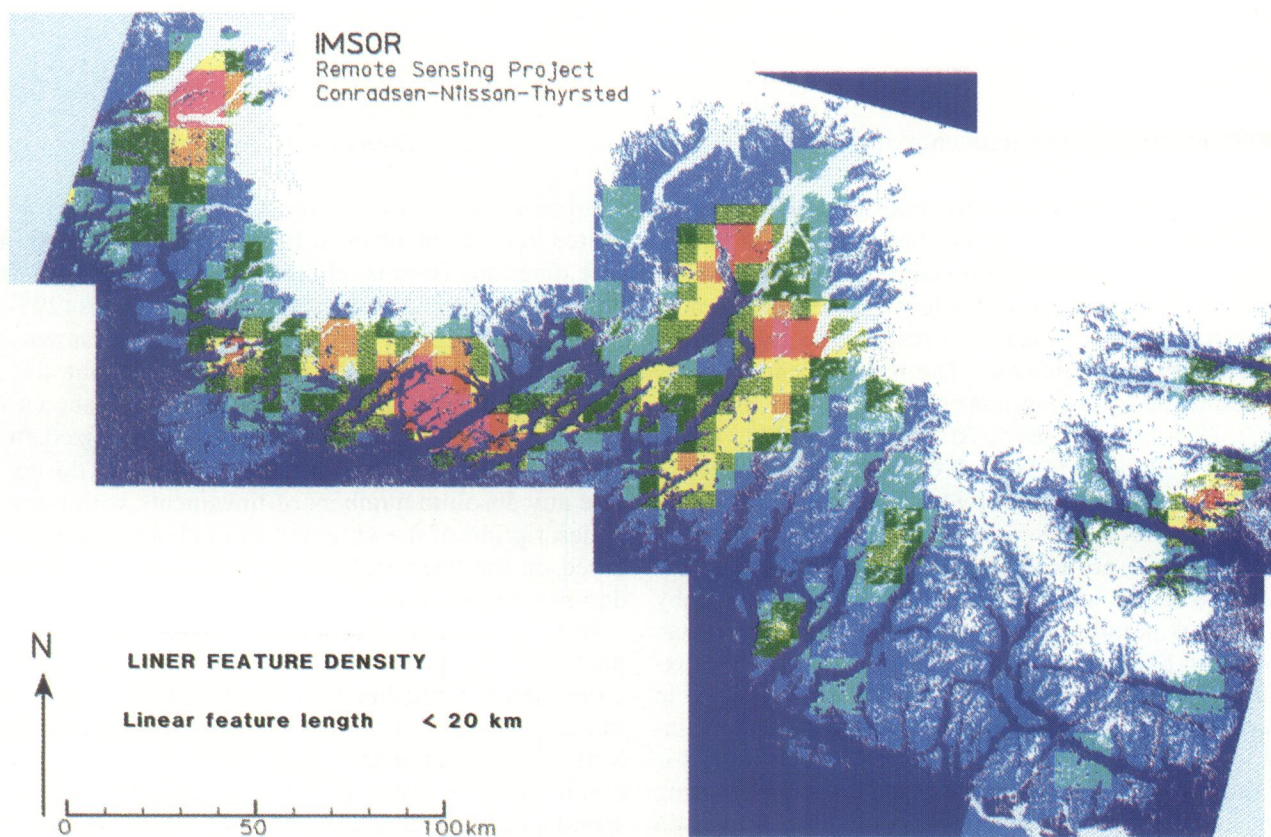 IMSOR
Remote Sensing Project
Conradsen-Nilsson-Thyrsted
N
LINER FEATURE DENSITY
Linear feature length < 20 km
0 50 100km